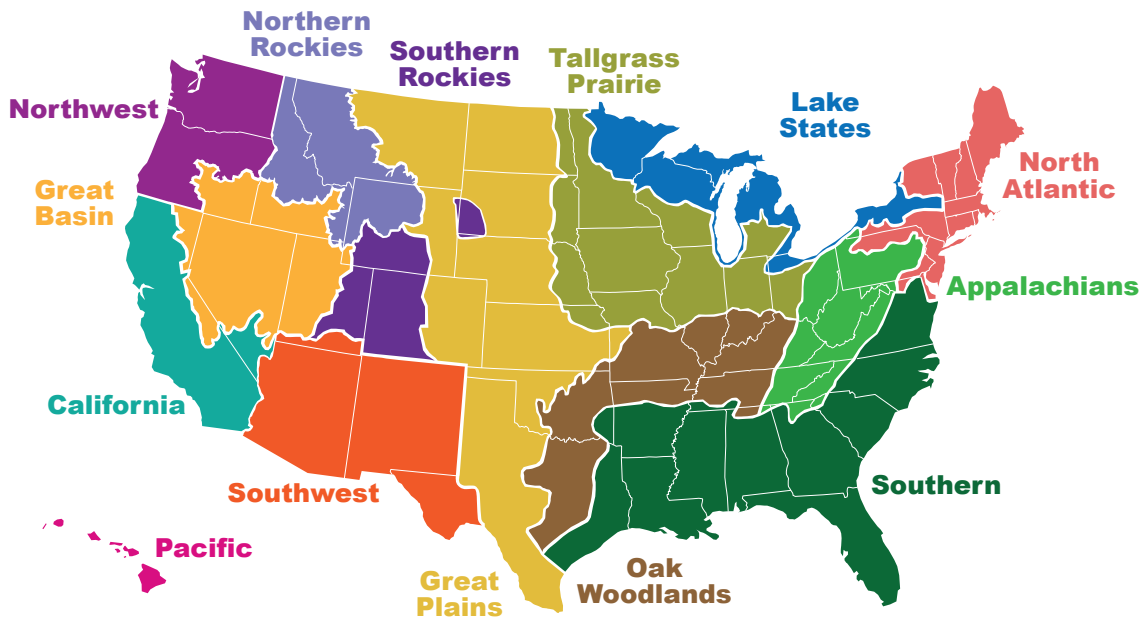 Northern
Rockies
Southern
Rockies
Tallgrass
Prairie
Lake
States
Northwest
North
Atlantic
Great
Basin
Appalachians
California
Southwest
Southern
Pacific
Great
Plains
Oak
Woodlands